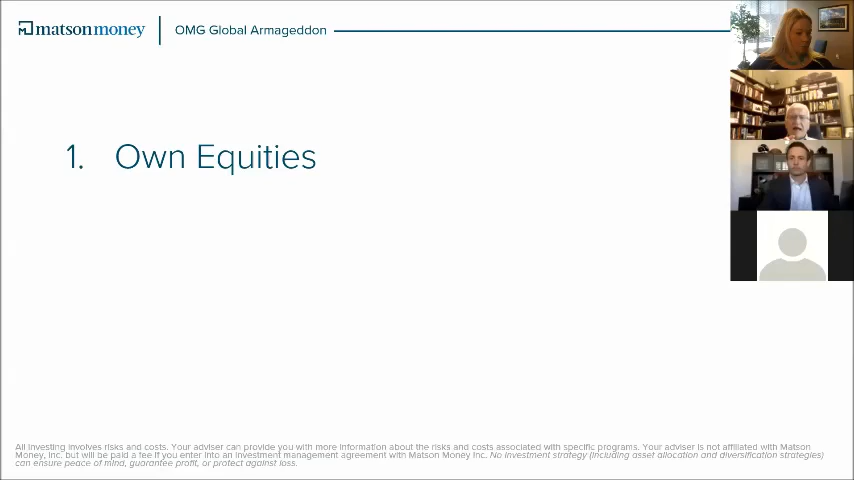 matsonmoney
OMG Global Armageddon
1. Own Equities
All investing involves risks and costs. Your adviser can provide you with more information about the risks and costs associated with specific programs. Your adviser is not affiliated with Matson
Money, Inc. but will be paid a fee if you enter into an investment management agreement with Matson Money Inc. No investment strategy (including asset allocation and diversification strategies)
can ensure peace of mind, guarantee profit, or protect against loss.